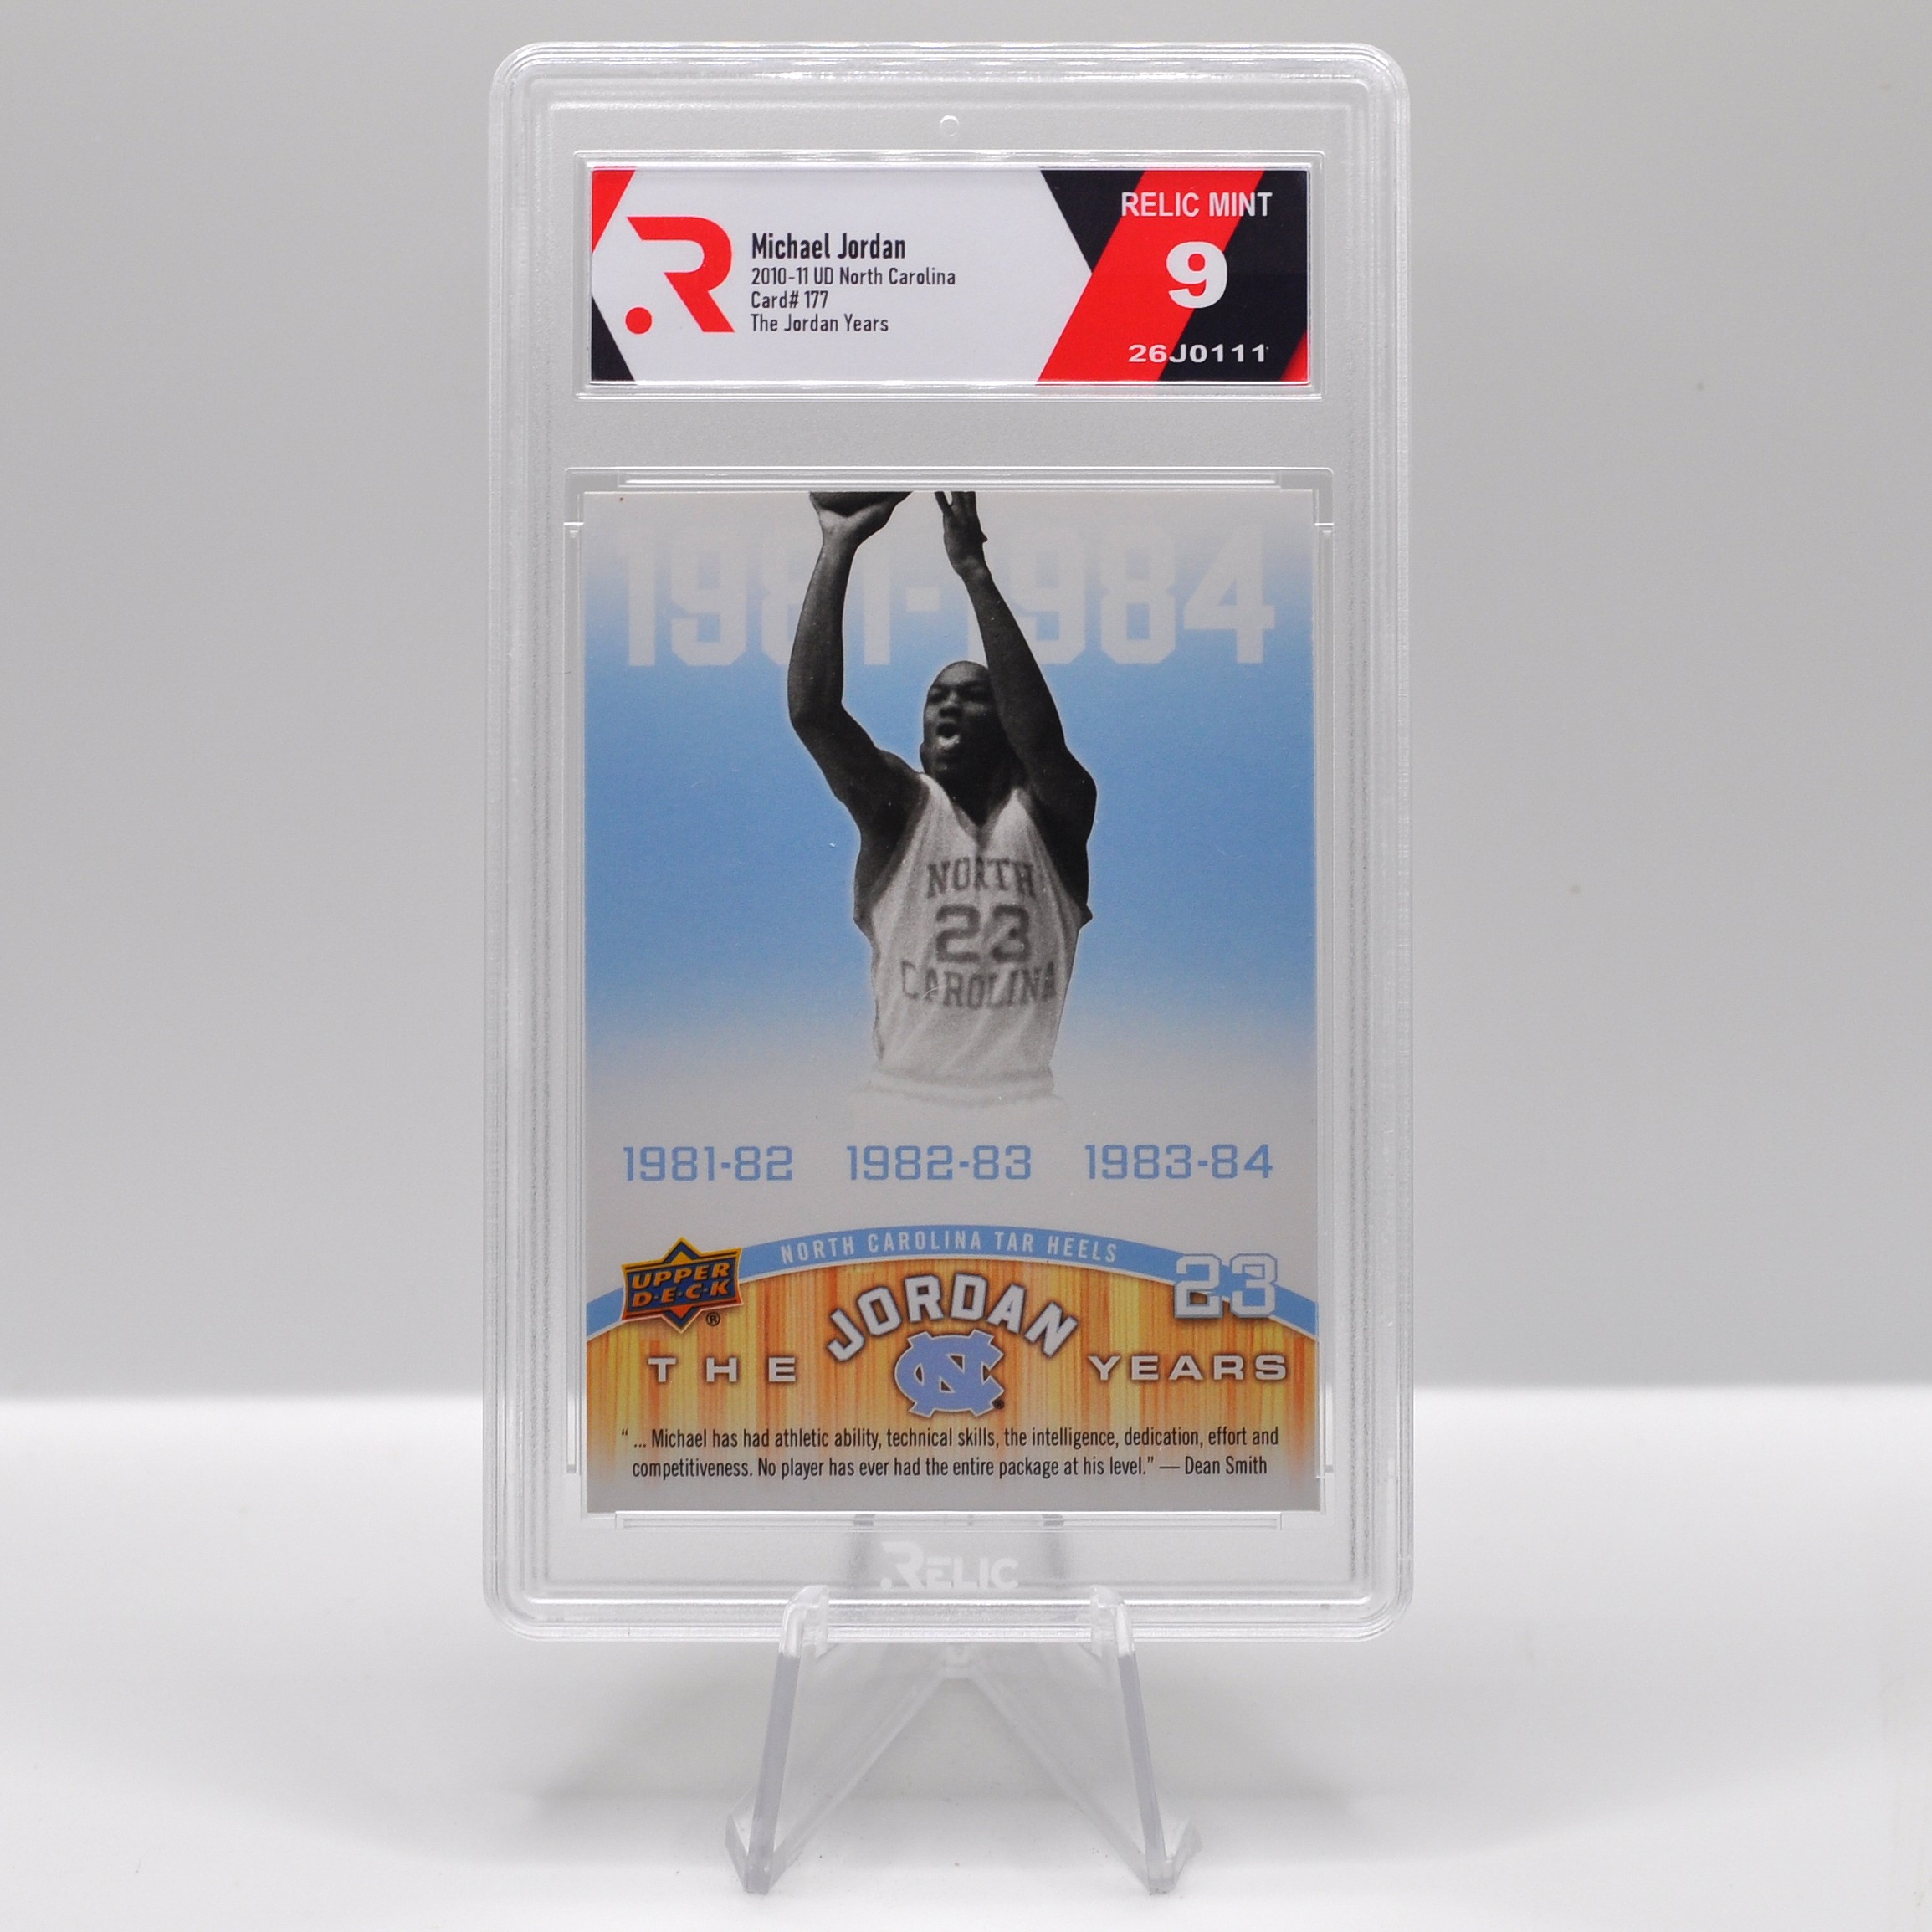 RELIC MINT
Michael Jordan
2010-11 UD North Carolina
Card# 177
The Jordan Years
9
26J0111
1981-1984
NORTH
23
CAROLINA
1981-82 1982-83 1983-84
NORTH CAROLINA TAR HEELS
UPPER
D·E·C·K
®
23
JORDAN
THE NC YEARS
“ ... Michael has had athletic ability, technical skills, the intelligence, dedication, effort and
competitiveness. No player has ever had the entire package at his level.” — Dean Smith
RELIC